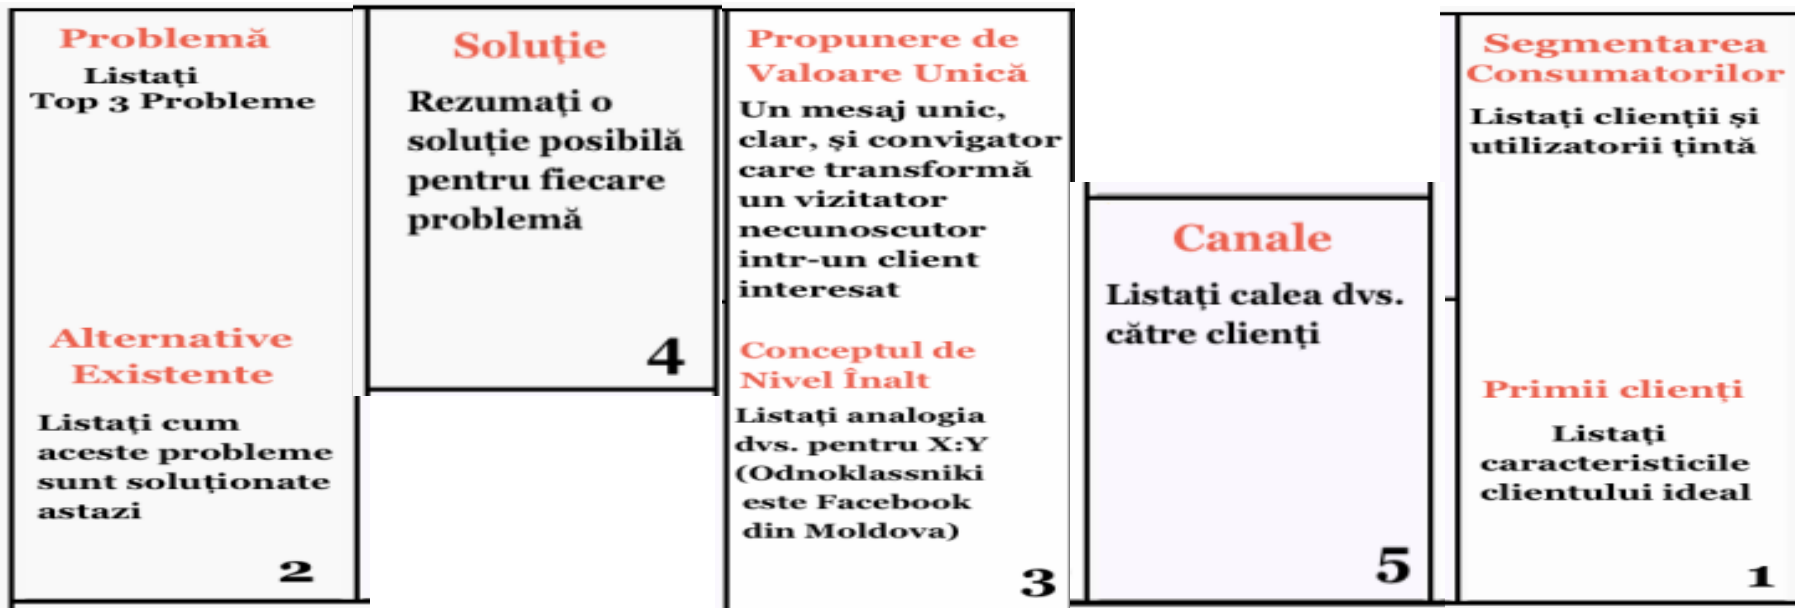 Problemă
Listați
Top 3 Probleme
Alternative
Existente
Listați cum
aceste probleme
sunt soluționate
astazi
2
Soluție
Rezumați o
soluție posibilă
pentru fiecare
problemă
4
Propunere de
Valoare Unică
Un mesaj unic,
clar, și convigator
care transformă
un vizitator
necunoscutor
intr-un client
interesat
Conceptul de
Nivel Înalt
Listați analogia
dvs. pentru X:Y
(Odnoklassniki
este Facebook
din Moldova)
3
Canale
Listați calea dvs.
către clienți
5
Segmentarea
Consumatorilor
Listați clienții și
utilizatorii țintă
Primii clienți
Listați
caracteristicile
clientului ideal
1